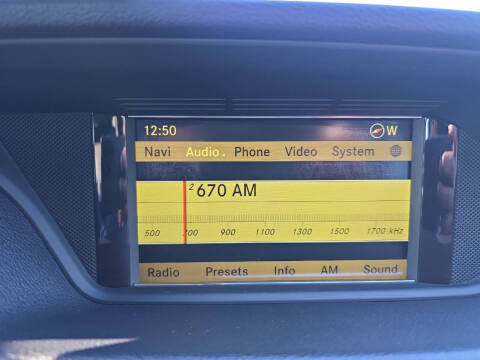 12:50 W
Navi Audio Phone Video System
2 670 AM
500 700 900 1100 1300 1500 1700 kHz
Radio Presets Info AM Sound